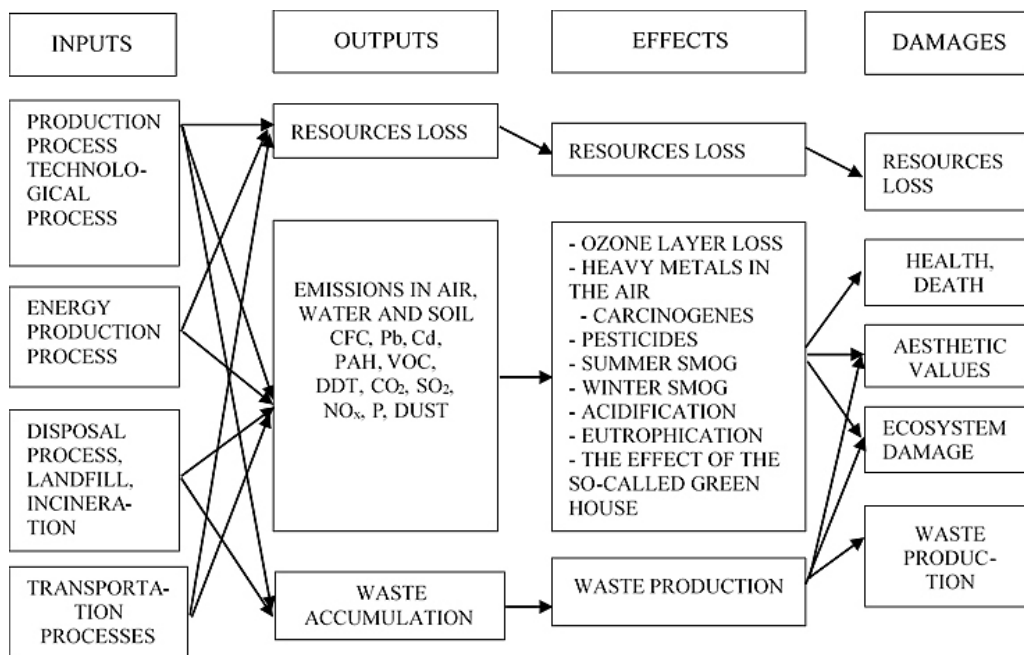 INPUTS
OUTPUTS
EFFECTS
DAMAGES
PRODUCTION
PROCESS
TECHNOLO-
GICAL
PROCESS
ENERGY
PRODUCTION
PROCESS
DISPOSAL
PROCESS,
LANDFILL,
INCINERA-
TION
TRANSPORTA-
TION
PROCESSES
RESOURCES LOSS
EMISSIONS IN AIR,
WATER AND SOIL
CFC, Pb, Cd,
PAH, VOC,
DDT, CO₂, SO₂,
NOₓ, P, DUST
WASTE
ACCUMULATION
RESOURCES LOSS
- OZONE LAYER LOSS
- HEAVY METALS IN
THE AIR
- CARCINOGENES
- PESTICIDES
- SUMMER SMOG
- WINTER SMOG
- ACIDIFICATION
- EUTROPHICATION
- THE EFFECT OF THE
SO-CALLED GREEN
HOUSE
WASTE PRODUCTION
RESOURCES
LOSS
HEALTH,
DEATH
AESTHETIC
VALUES
ECOSYSTEM
DAMAGE
WASTE
PRODUC-
TION